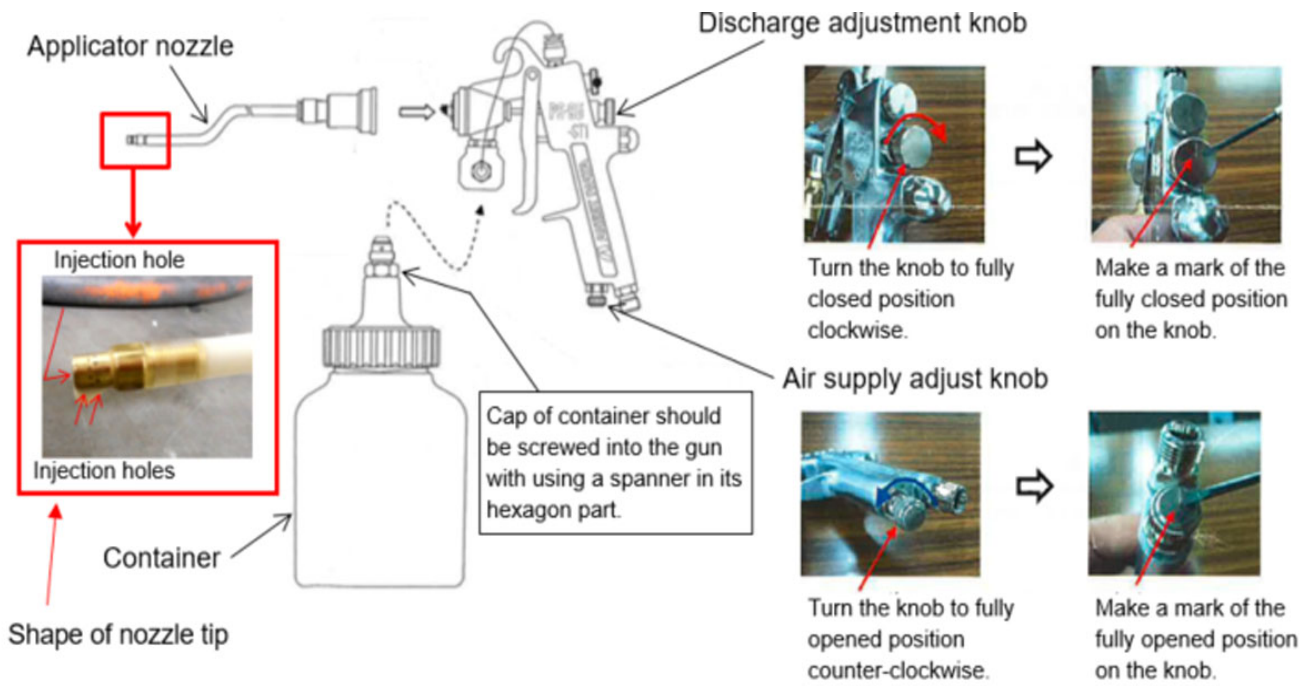 Applicator nozzle
Discharge adjustment knob
Injection hole
Injection holes
Shape of nozzle tip
Container
Cap of container should
be screwed into the gun
with using a spanner in its
hexagon part.
Turn the knob to fully
closed position
clockwise.
Make a mark of the
fully closed position
on the knob.
Air supply adjust knob
Turn the knob to fully
opened position
counter-clockwise.
Make a mark of the
fully opened position
on the knob.